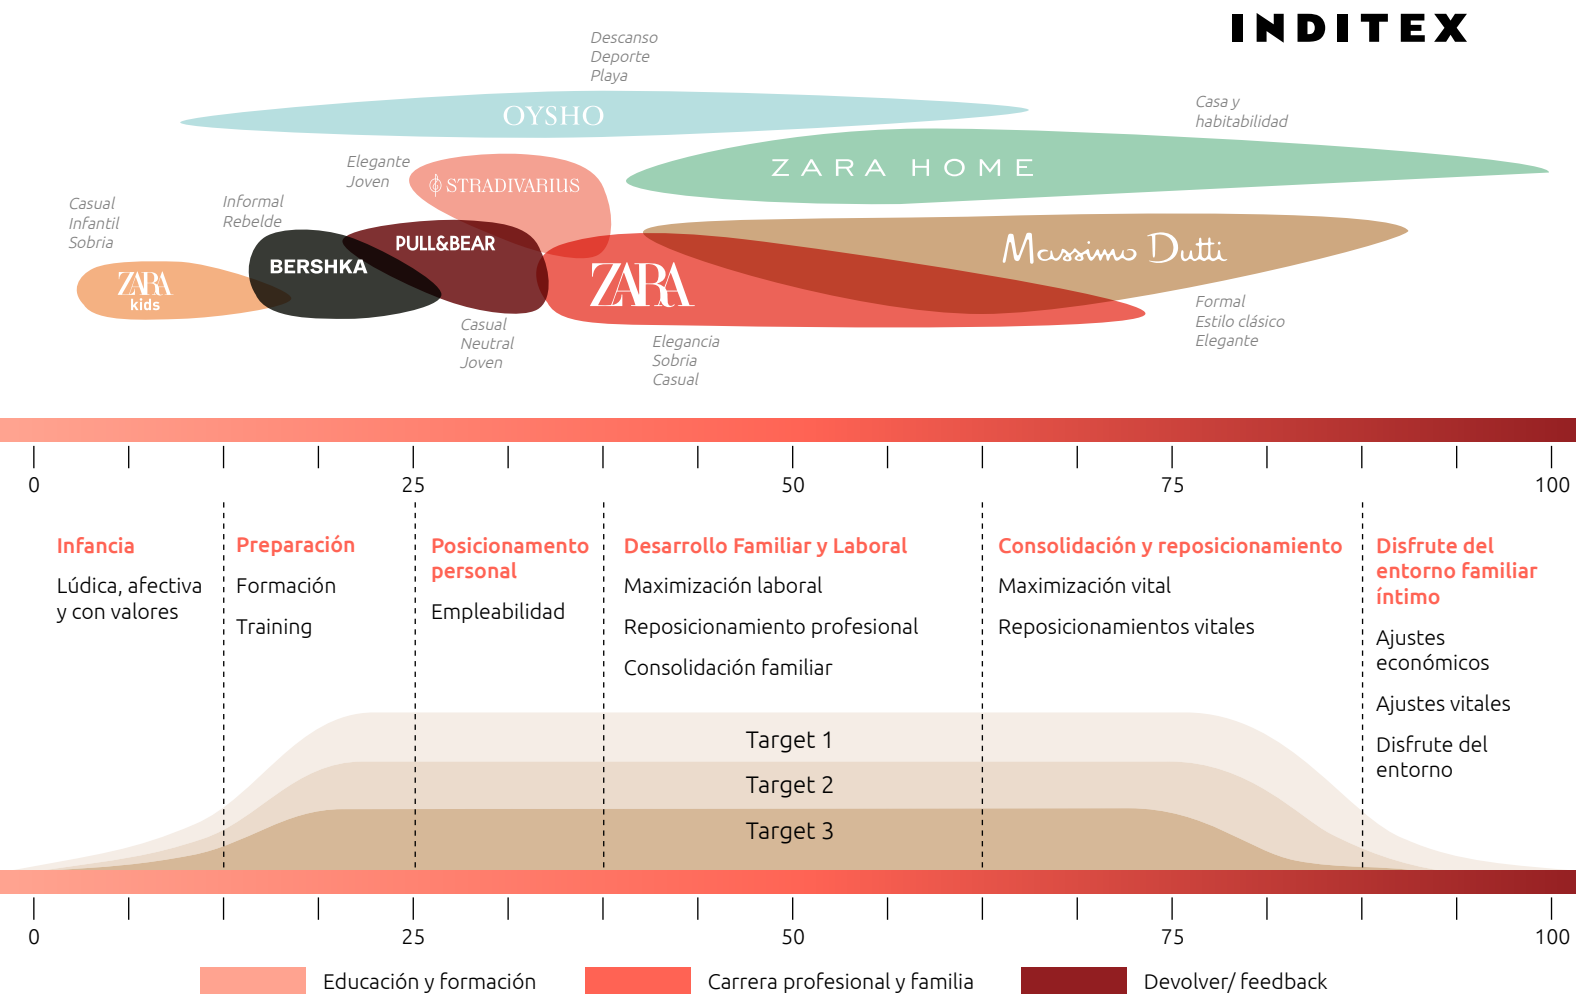 INDITEX
Descanso
Deporte
Playa
OYSHO
Casa y
habitabilidad
ZARA HOME
Elegante
Joven
STRADIVARIUS
Casual
Infantil
Sobria
Informal
Rebelde
ZARA
kids
BERSHKA
PULL&BEAR
ZARA
Massimo Dutti
Casual
Neutral
Joven
Elegancia
Sobria
Casual
Formal
Estilo clásico
Elegante
0 25 50 75 100
Infancia
Lúdica, afectiva
y con valores
Preparación
Formación
Training
Posicionamento
personal
Empleabilidad
Desarrollo Familiar y Laboral
Maximización laboral
Reposicionamiento profesional
Consolidación familiar
Consolidación y reposicionamiento
Maximización vital
Reposicionamientos vitales
Disfrute del
entorno familiar
íntimo
Ajustes
económicos
Ajustes vitales
Disfrute del
entorno
Target 1
Target 2
Target 3
0 25 50 75 100
Educación y formación
Carrera profesional y familia
Devolver/ feedback